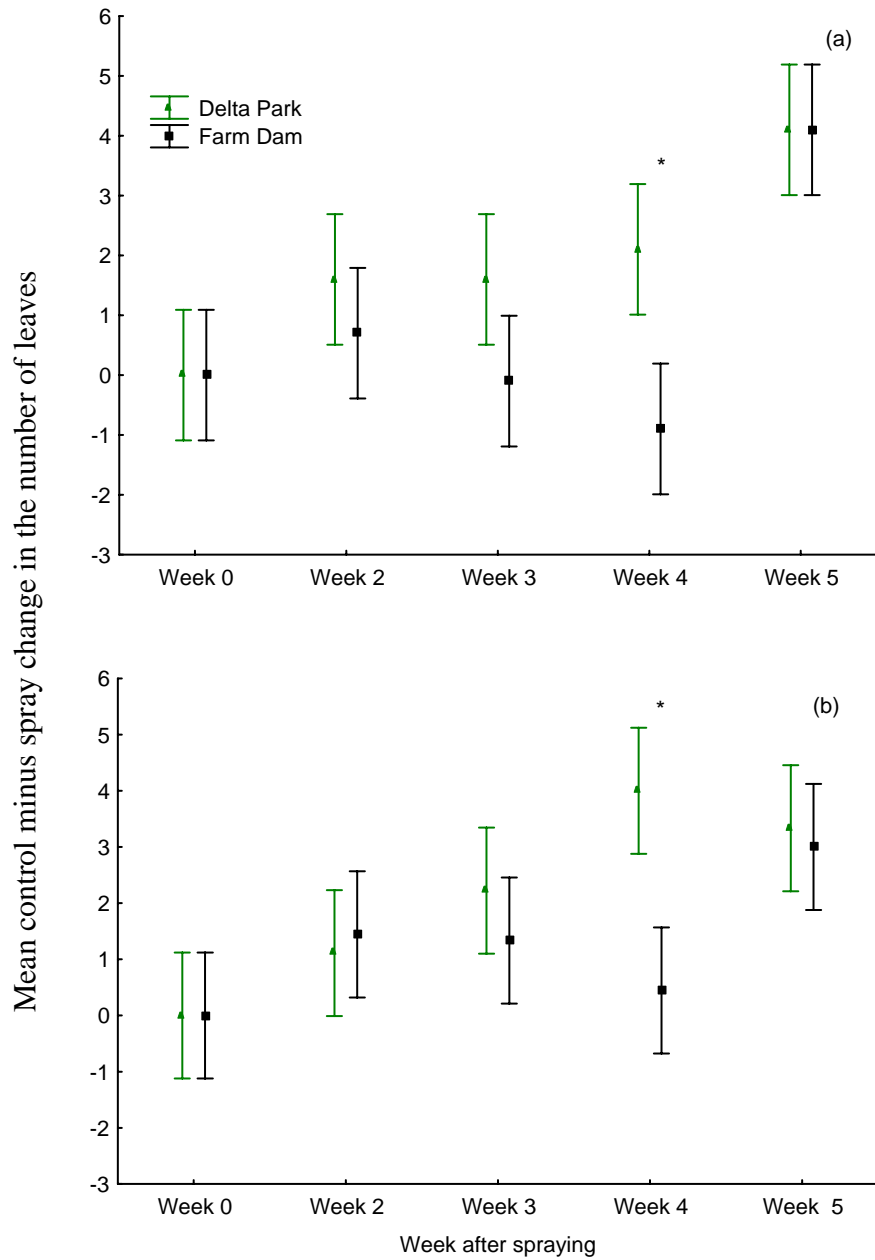 Mean control minus spray change in the number of leaves
6
(a)
5
Delta Park
4
Farm Dam
*
3
2
1
0
-1
-2
-3
Week 0 Week 2 Week 3 Week 4 Week 5
6
*
(b)
5
4
3
2
1
0
-1
-2
-3
Week 0 Week 2 Week 3 Week 4 Week 5
Week after spraying